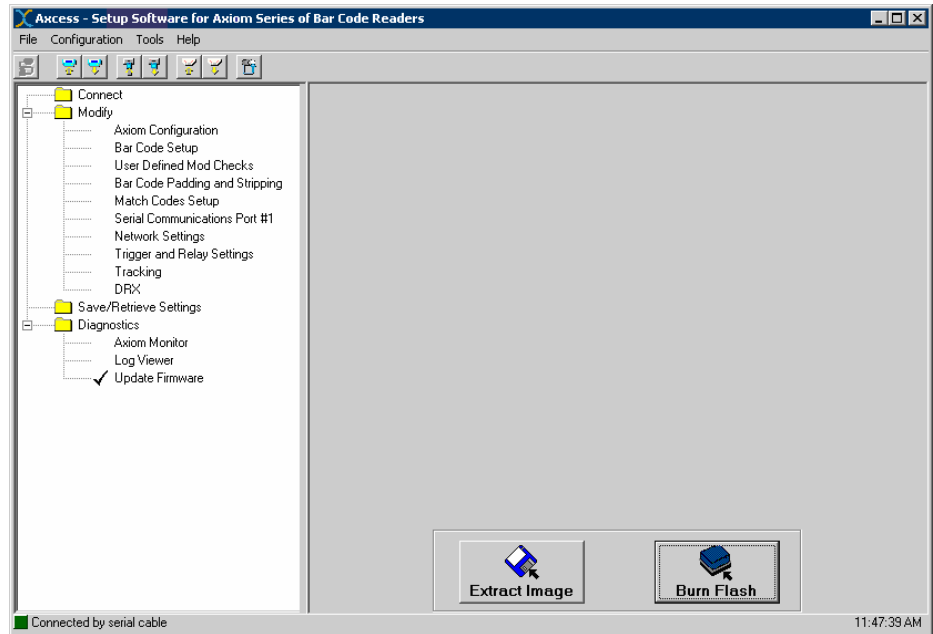 Axcess - Setup Software for Axiom Series of Bar Code Readers
File Configuration Tools Help
Connect
Modify
Axiom Configuration
Bar Code Setup
User Defined Mod Checks
Bar Code Padding and Stripping
Match Codes Setup
Serial Communications Port #1
Network Settings
Trigger and Relay Settings
Tracking
DRX
Save/Retrieve Settings
Diagnostics
Axiom Monitor
Log Viewer
Update Firmware
Extract Image
Burn Flash
Connected by serial cable
11:47:39 AM